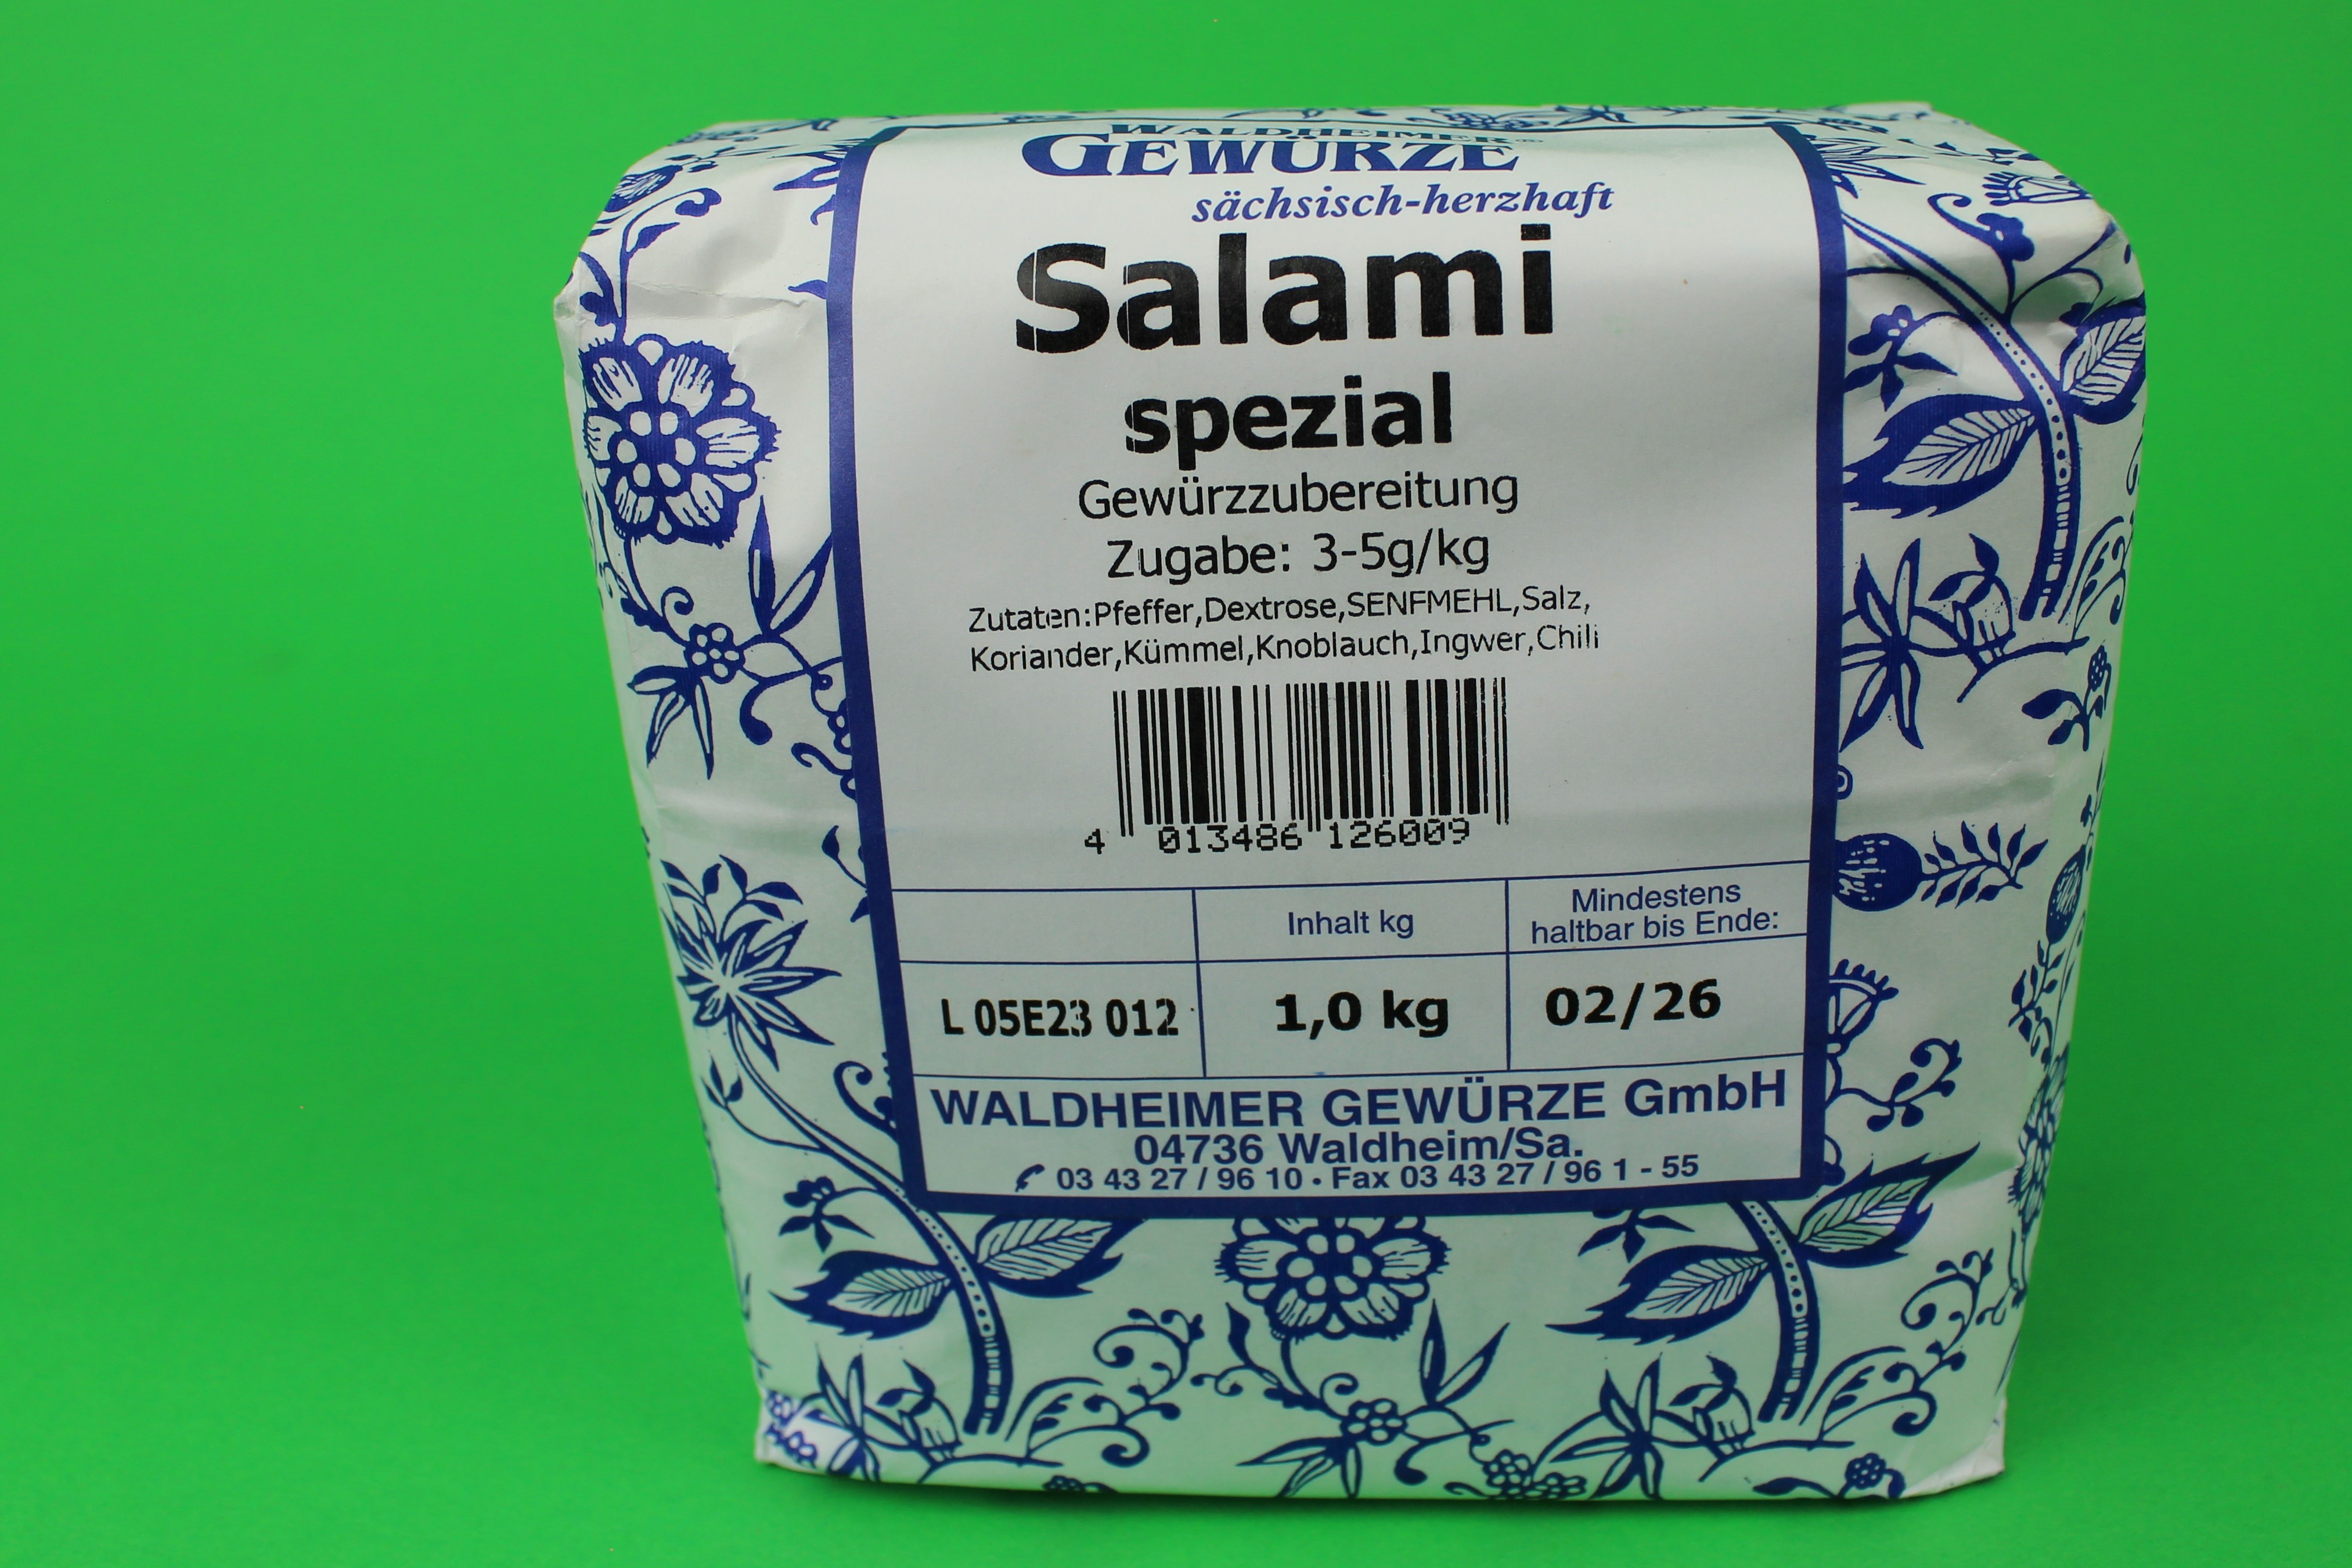 WALDHEIMER
GEWÜRZE
sächsisch-herzhaft
Salami
spezial
Gewürzzubereitung
Zugabe: 3-5g/kg
Zutaten:Pfeffer,Dextrose,SENFMEHL,Salz,
Koriander,Kümmel,Knoblauch,Ingwer,Chili
4 013486 126009
Inhalt kg
Mindestens
haltbar bis Ende:
L 05E23 012
1,0 kg
02/26
WALDHEIMER GEWÜRZE GmbH
04736 Waldheim/Sa.
03 43 27 / 96 10 • Fax 03 43 27 / 96 1 - 55